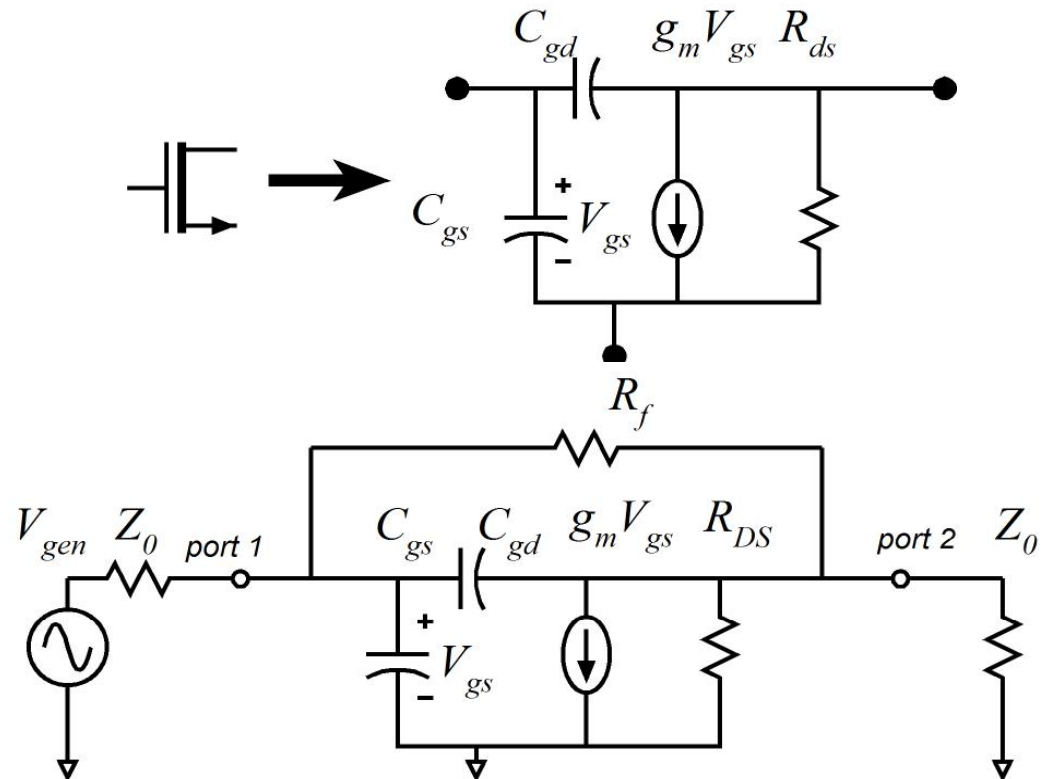 C_gd g_m V_gs R_ds
C_gs + V_gs -
R_f
V_gen Z_0 port 1 C_gs C_gd g_m V_gs R_DS port 2 Z_0
+ V_gs -